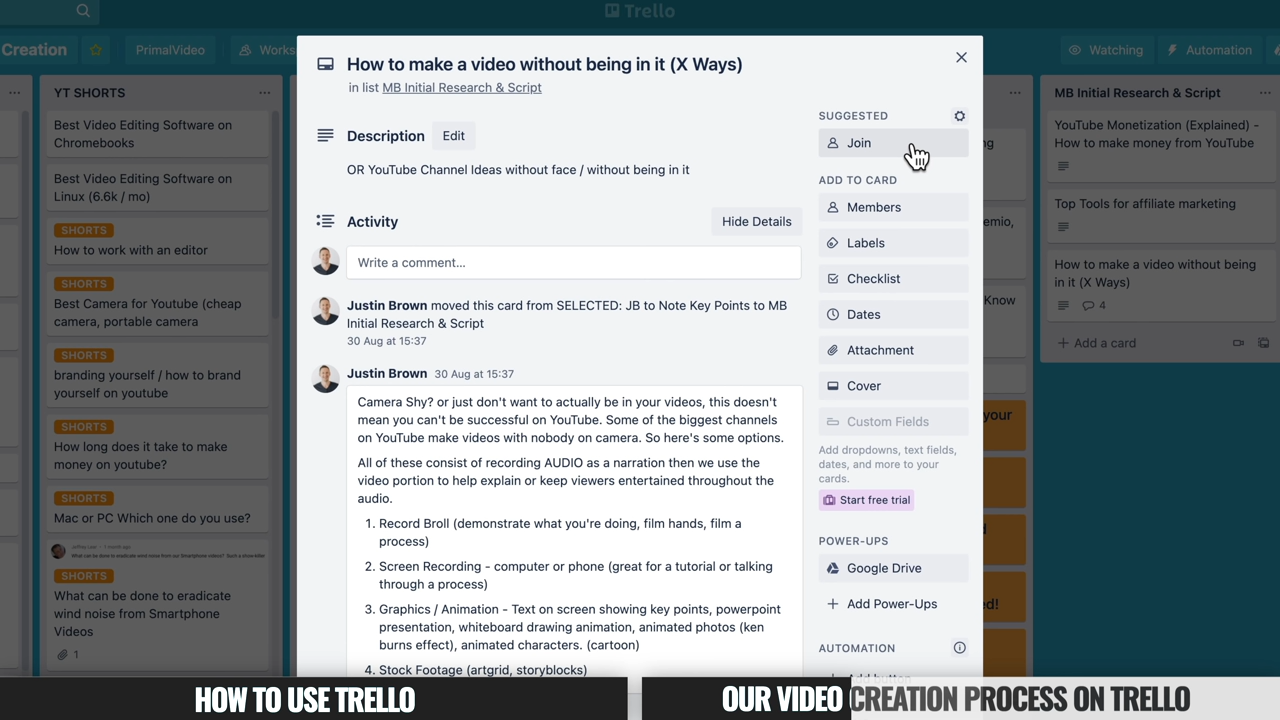 Trello
Creation
PrimalVideo
Works
Watching
Automation
YT SHORTS
Best Video Editing Software on
Chromebooks
Best Video Editing Software on
Linux (6.6k / mo)
SHORTS
How to work with an editor
SHORTS
Best Camera for Youtube (cheap
camera, portable camera
SHORTS
branding yourself / how to brand
yourself on youtube
SHORTS
How long does it take to make
money on youtube?
SHORTS
Mac or PC Which one do you use?
SHORTS
What can be done to eradicate
wind noise from Smartphone
Videos
1
How to make a video without being in it (X Ways)
in list MB Initial Research & Script
Description
Edit
OR YouTube Channel Ideas without face / without being in it
Activity
Hide Details
Write a comment...
Justin Brown moved this card from SELECTED: JB to Note Key Points to MB
Initial Research & Script
30 Aug at 15:37
Justin Brown 30 Aug at 15:37
Camera Shy? or just don't want to actually be in your videos, this doesn't
mean you can't be successful on YouTube. Some of the biggest channels
on YouTube make videos with nobody on camera. So here's some options.
All of these consist of recording AUDIO as a narration then we use the
video portion to help explain or keep viewers entertained throughout the
audio.
1. Record Broll (demonstrate what you're doing, film hands, film a
process)
2. Screen Recording - computer or phone (great for a tutorial or talking
through a process)
3. Graphics / Animation - Text on screen showing key points, powerpoint
presentation, whiteboard drawing animation, animated photos (ken
burns effect), animated characters. (cartoon)
4. Stock Footage (artgrid, storyblocks)
SUGGESTED
Join
ADD TO CARD
Members
Labels
Checklist
Dates
Attachment
Cover
Custom Fields
Add dropdowns, text fields,
dates, and more to your
cards.
Start free trial
POWER-UPS
Google Drive
Add Power-Ups
AUTOMATION
Add button
ng
emio,
Know
your
d
ed!
MB Initial Research & Script
YouTube Monetization (Explained) -
How to make money from YouTube
Top Tools for affiliate marketing
How to make a video without being
in it (X Ways)
4
Add a card
HOW TO USE TRELLO
OUR VIDEO CREATION PROCESS ON TRELLO